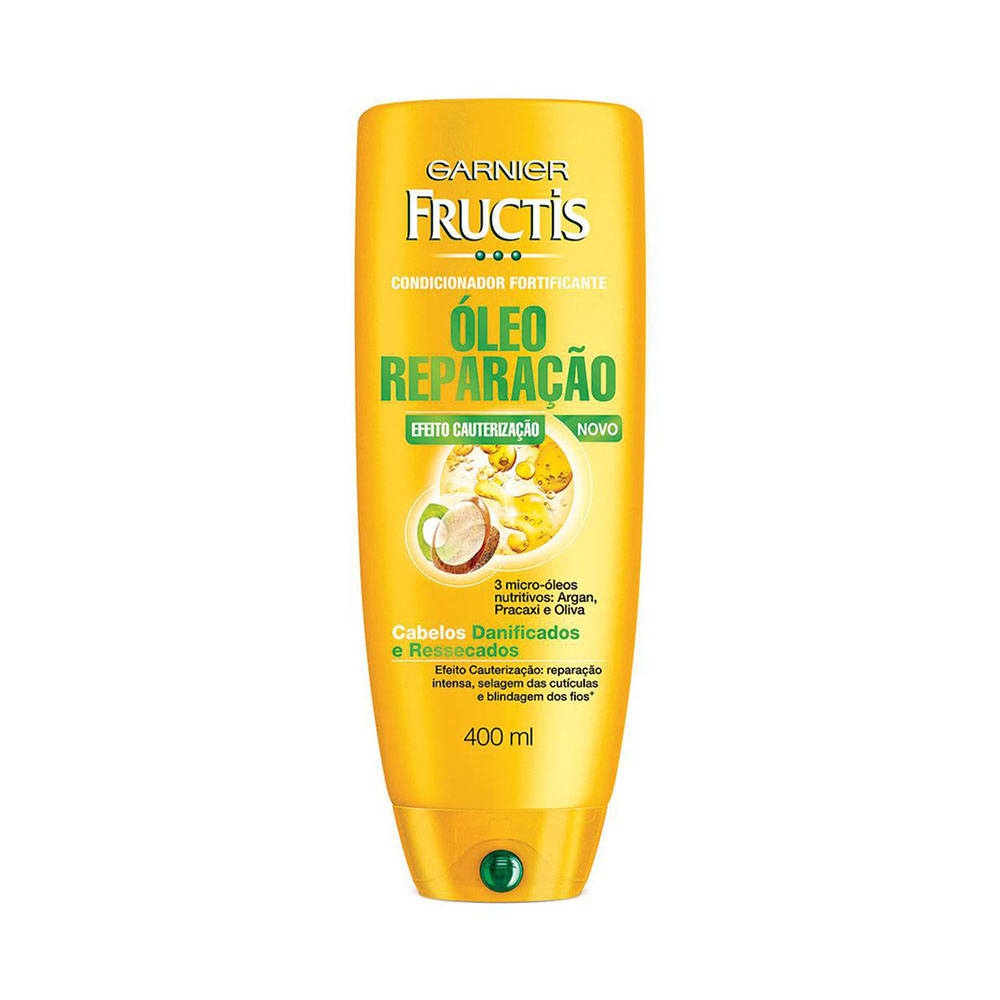 GARNIER
FRUCTIS
CONDICIONADOR FORTIFICANTE
ÓLEO
REPARAÇÃO
EFEITO CAUTERIZAÇÃO NOVO
3 micro-óleos
nutritivos: Argan,
Pracaxi e Oliva
Cabelos Danificados
e Ressecados
Efeito Cauterização: reparação
intensa, selagem das cutículas
e blindagem dos fios+
400 ml